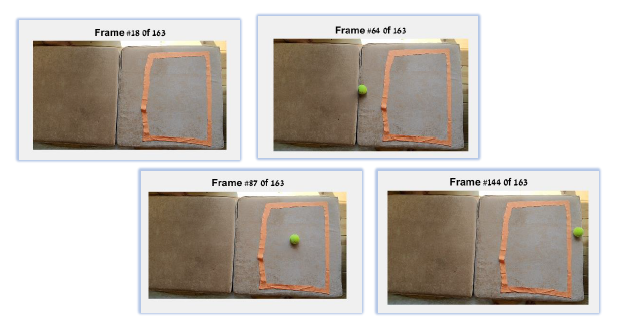 Frame #18 of 163
Frame #64 of 163
Frame #87 of 163
Frame #144 of 163